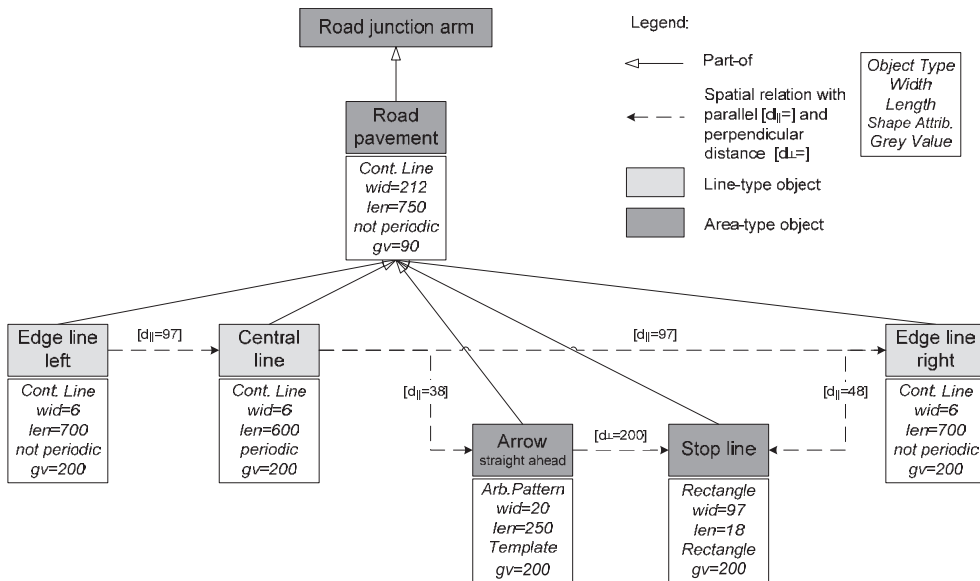 Road junction arm
Legend:
Part-of
Spatial relation with
parallel [d||=] and
perpendicular
distance [d⊥=]
Line-type object
Area-type object
Object Type
Width
Length
Shape Attrib.
Grey Value
Road
pavement
Cont. Line
wid=212
len=750
not periodic
gv=90
Edge line
left
Cont. Line
wid=6
len=700
not periodic
gv=200
[d||=97]
Central
line
Cont. Line
wid=6
len=600
periodic
gv=200
[d||=97]
[d||=38]
Edge line
right
Cont. Line
wid=6
len=700
not periodic
gv=200
[d||=48]
Arrow
straight ahead
Arb.Pattern
wid=20
len=250
Template
gv=200
[d⊥=200]
Stop line
Rectangle
wid=97
len=18
Rectangle
gv=200